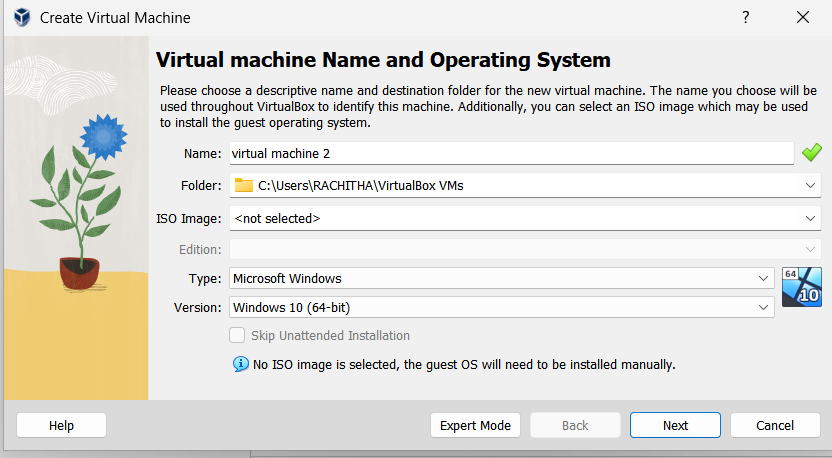 Create Virtual Machine ?
Virtual machine Name and Operating System
Please choose a descriptive name and destination folder for the new virtual machine. The name you choose will be
used throughout VirtualBox to identify this machine. Additionally, you can select an ISO image which may be used
to install the guest operating system.
Name: virtual machine 2
Folder: C:\Users\RACHITHA\VirtualBox VMs
ISO Image: <not selected>
Edition:
Type: Microsoft Windows
64
10
Version: Windows 10 (64-bit)
Skip Unattended Installation
No ISO image is selected, the guest OS will need to be installed manually.
Help Expert Mode Back Next Cancel